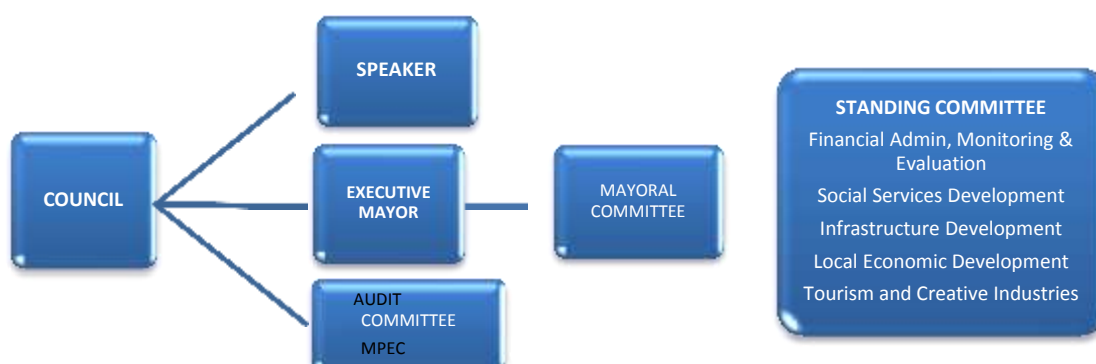 COUNCIL
SPEAKER
EXECUTIVE
MAYOR
AUDIT
COMMITTEE
MPEC
MAYORAL
COMMITTEE
STANDING COMMITTEE
Financial Admin, Monitoring &
Evaluation
Social Services Development
Infrastructure Development
Local Economic Development
Tourism and Creative Industries